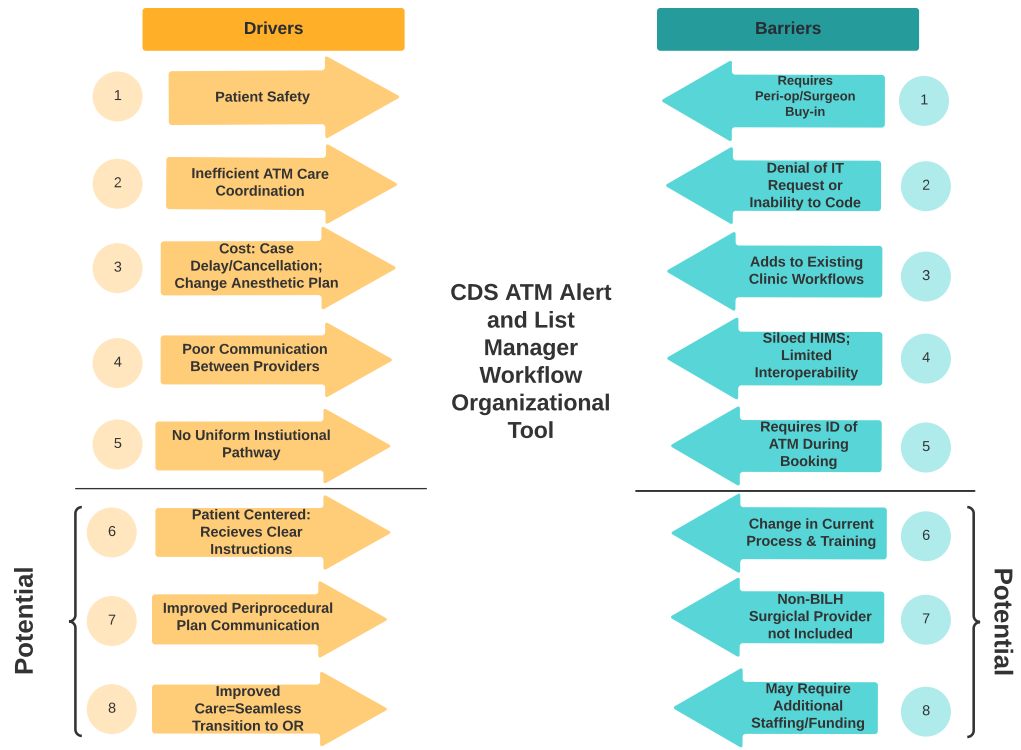 Drivers
1
Patient Safety
2
Inefficient ATM Care
Coordination
3
Cost: Case
Delay/Cancellation;
Change Anesthetic Plan
4
Poor Communication
Between Providers
5
No Uniform Instiutional
Pathway
Potential
6
Patient Centered:
Recieves Clear
Instructions
7
Improved Periprocedural
Plan Communication
8
Improved
Care=Seamless
Transition to OR
CDS ATM Alert
and List
Manager
Workflow
Organizational
Tool
Barriers
Requires
Peri-op/Surgeon
Buy-in
1
Denial of IT
Request or
Inability to Code
2
Adds to Existing
Clinic Workflows
3
Siloed HIMS;
Limited
Interoperability
4
Requires ID of
ATM During
Booking
5
Change in Current
Process & Training
6
Non-BILH
Surgiclal Provider
not Included
7
May Require
Additional
Staffing/Funding
8
Potential